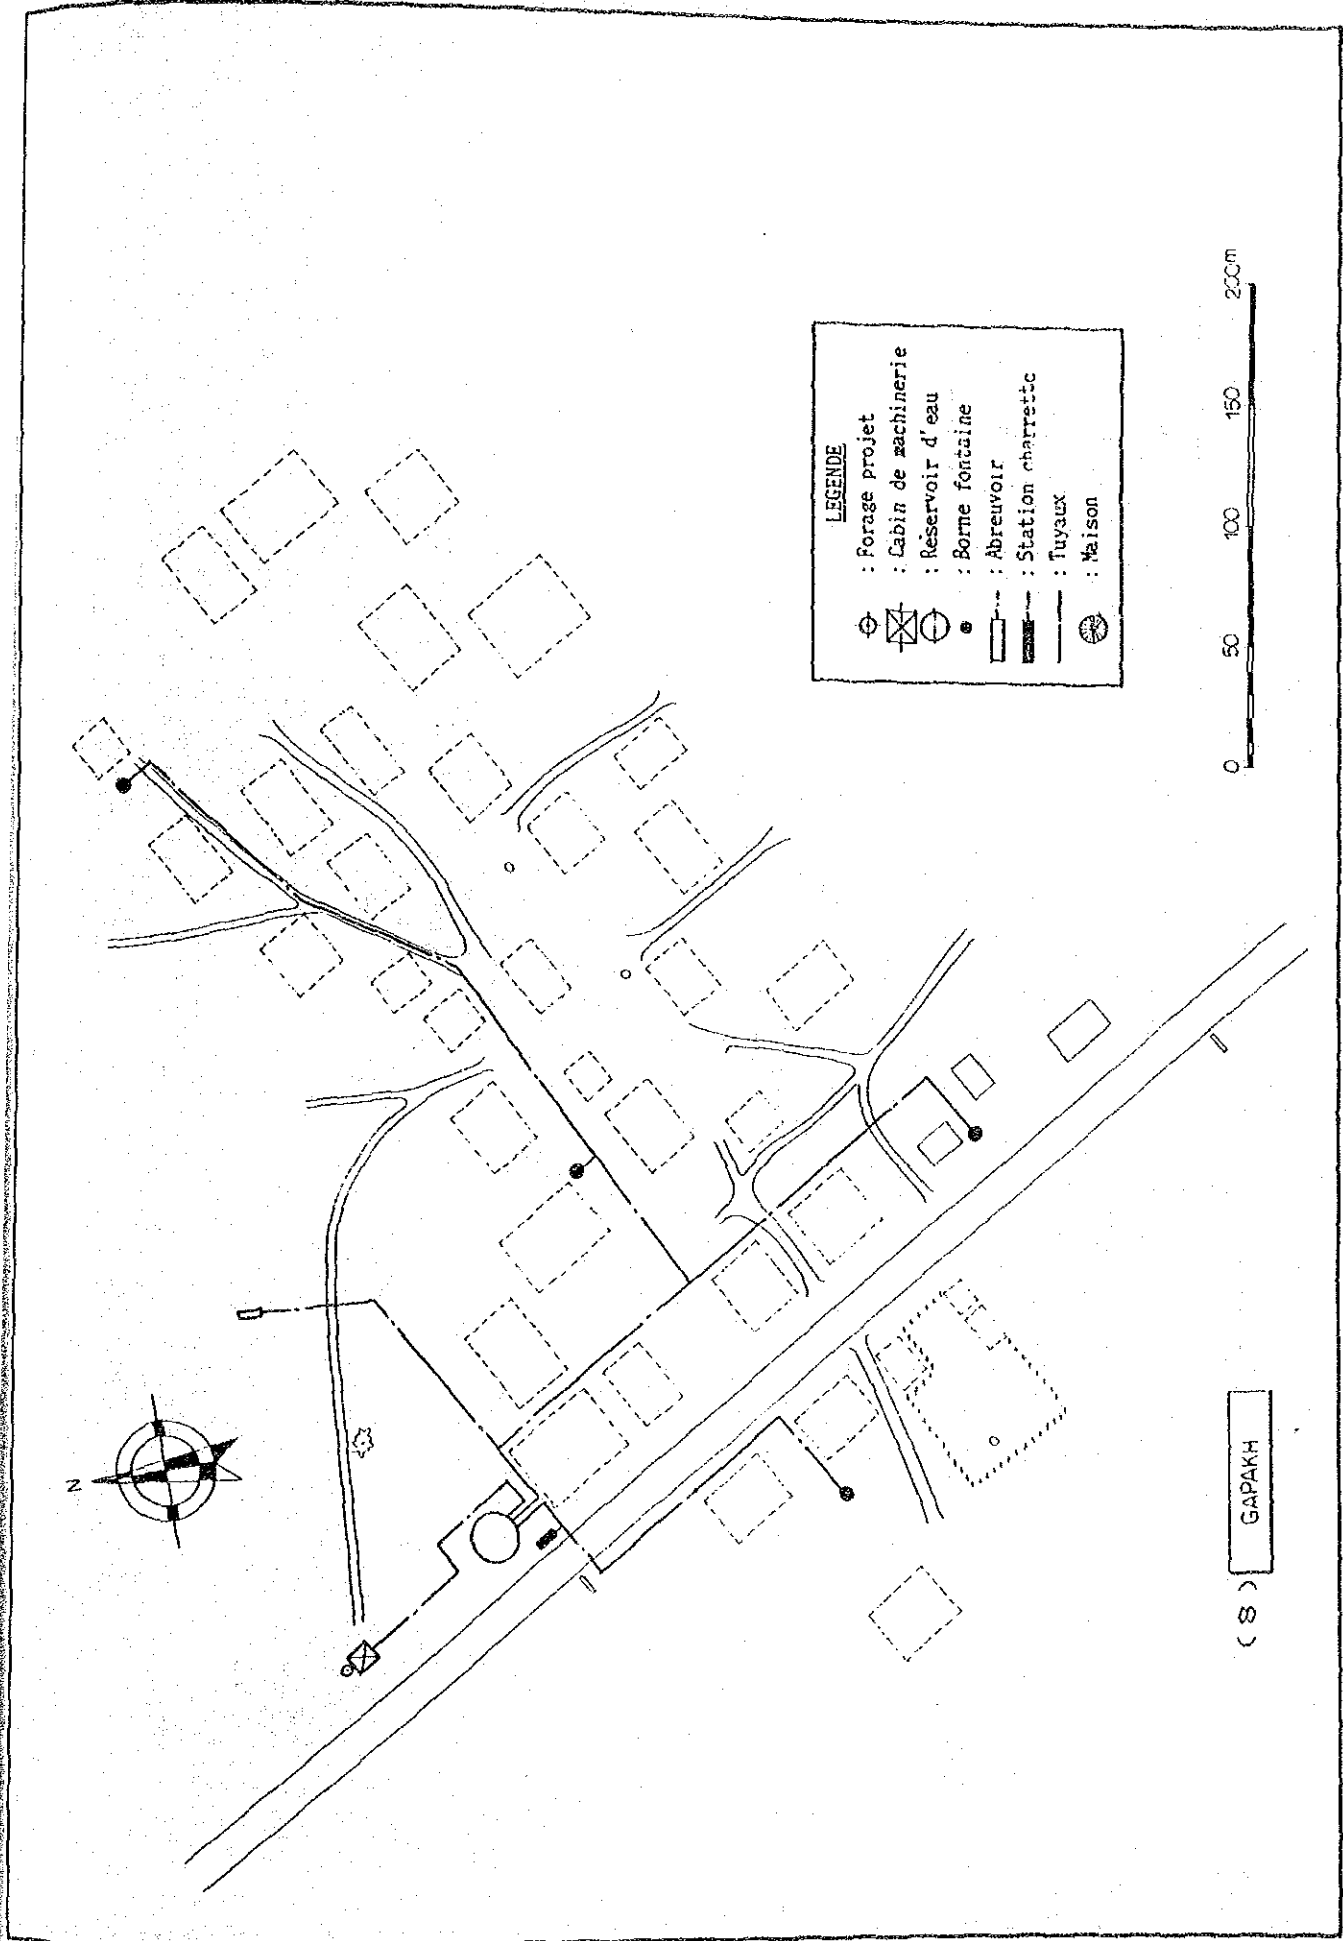 N
LEGENDE
: Forage projet
: Cabin de machinerie
: Réservoir d'eau
: Borne fontaine
: Abreuvoir
: Station charrette
: Tuyaux
: Maison
0 50 100 150 200m
( 8 ) GAPAKH